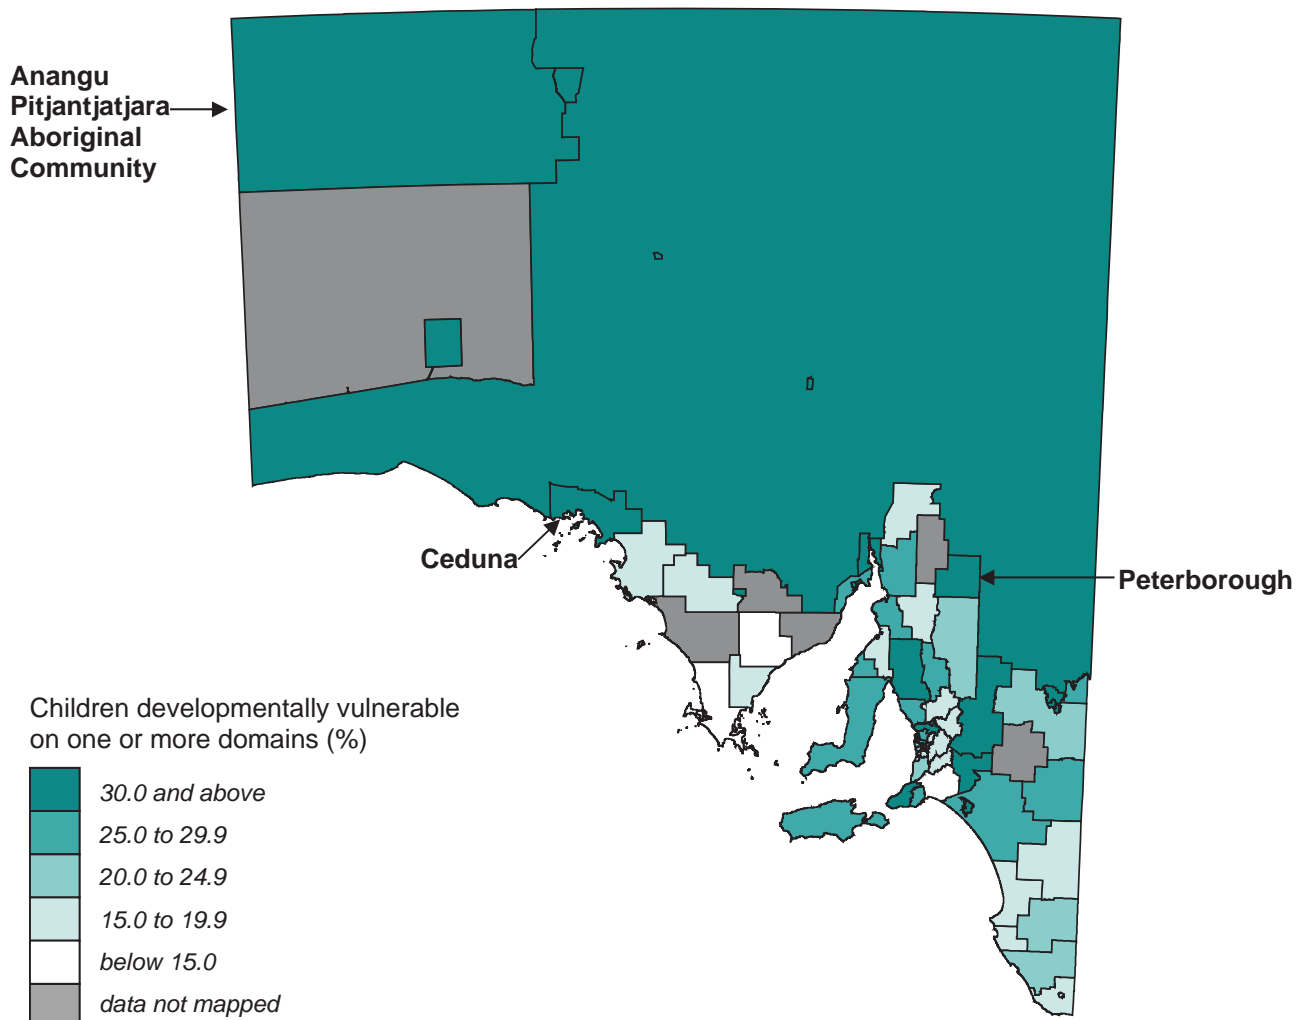 Anangu
Pitjantjatjara
Aboriginal
Community
Ceduna
Peterborough
Children developmentally vulnerable
on one or more domains (%)
30.0 and above
25.0 to 29.9
20.0 to 24.9
15.0 to 19.9
below 15.0
data not mapped